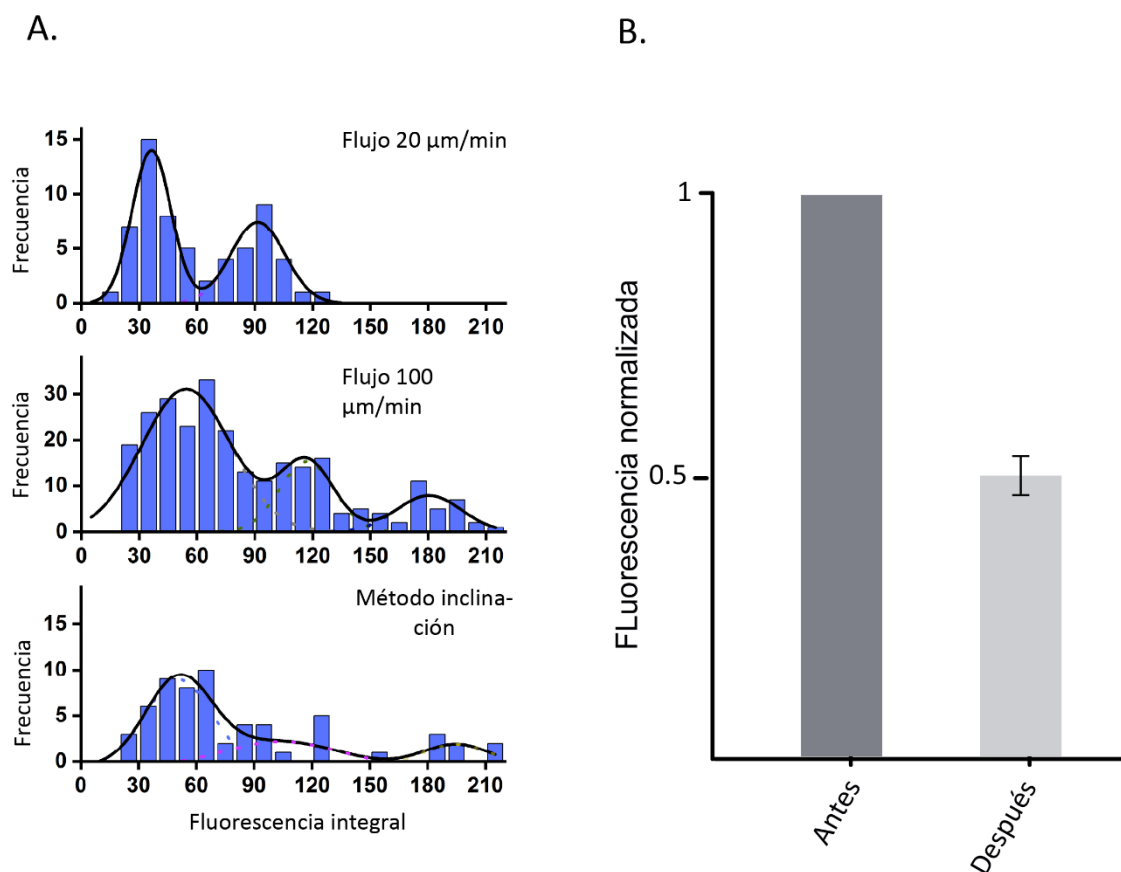 A.
Frecuencia
15
10
5
0
Flujo 20 µm/min
0 30 60 90 120 150 180 210
Frecuencia
30
20
10
0
Flujo 100
µm/min
0 30 60 90 120 150 180 210
Frecuencia
15
10
5
0
Método inclina-
ción
0 30 60 90 120 150 180 210
Fluorescencia integral
B.
FLuorescencia normalizada
1
0.5
Antes
Después